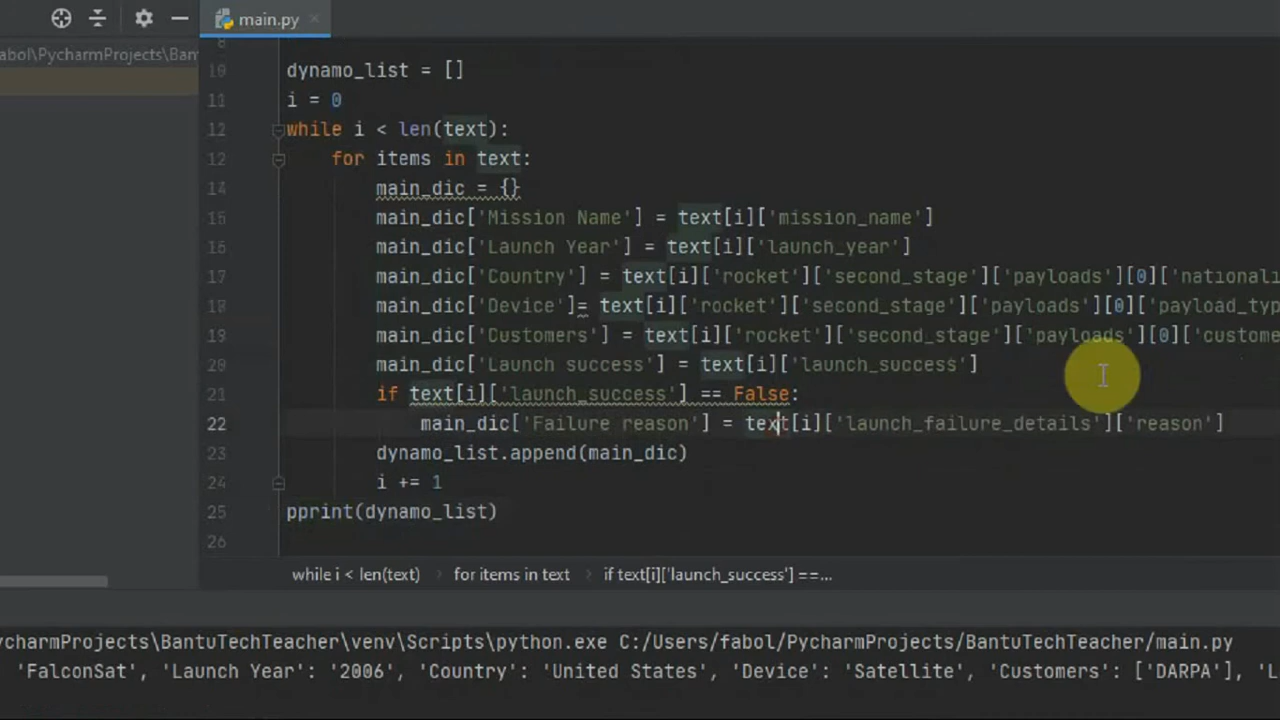 main.py
abol\PycharmProjects\Bant
10 dynamo_list = []
11 i = 0
12 while i < len(text):
12 for items in text:
14 main_dic = {}
15 main_dic['Mission Name'] = text[i]['mission_name']
16 main_dic['Launch Year'] = text[i]['launch_year']
17 main_dic['Country'] = text[i]['rocket']['second_stage']['payloads'][0]['nationali
18 main_dic['Device']= text[i]['rocket']['second_stage']['payloads'][0]['payload_typ
19 main_dic['Customers'] = text[i]['rocket']['second_stage']['payloads'][0]['custome
20 main_dic['Launch success'] = text[i]['launch_success']
21 if text[i]['launch_success'] == False:
22 main_dic['Failure reason'] = text[i]['launch_failure_details']['reason']
23 dynamo_list.append(main_dic)
24 i += 1
25 pprint(dynamo_list)
26
while i < len(text) for items in text if text[i]['launch_success'] ==...
ycharmProjects\BantuTechTeacher\venv\Scripts\python.exe C:/Users/fabol/PycharmProjects/BantuTechTeacher/main.py
'FalconSat', 'Launch Year': '2006', 'Country': 'United States', 'Device': 'Satellite', 'Customers': ['DARPA'], 'L